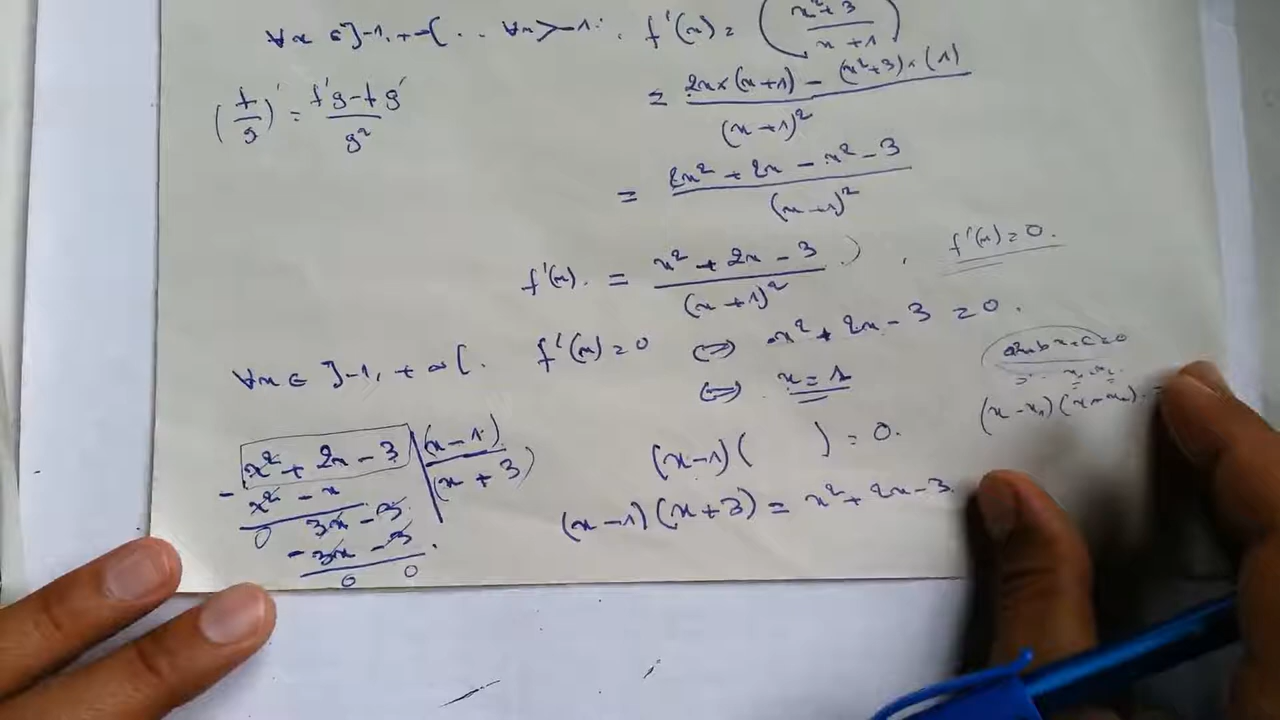 ∀x ∈ ]-1, +∞[ .. ∀x > -1 . f'(x) = (x²+3 / x+1)'
(f/g)' = f'g - fg' / g²
= 2x × (x+1) - (x²+3) × (1) / (x+1)²
= 2x² + 2x - x² - 3 / (x+1)²
f'(x) = x² + 2x - 3 / (x+1)² ) , f'(x) = 0.
∀x ∈ ]-1, +∞[. f'(x) = 0 ⟺ x² + 2x - 3 = 0.
⟺ x = 1
x₁ x₂
(x-x₁)(x-x₂)
x² + 2x - 3 | (x-1)
- x² - x | (x+3)
0 3x - 3
- 3x - 3
0 0
(x-1)( ) = 0.
(x-1)(x+3) = x² + 2x - 3